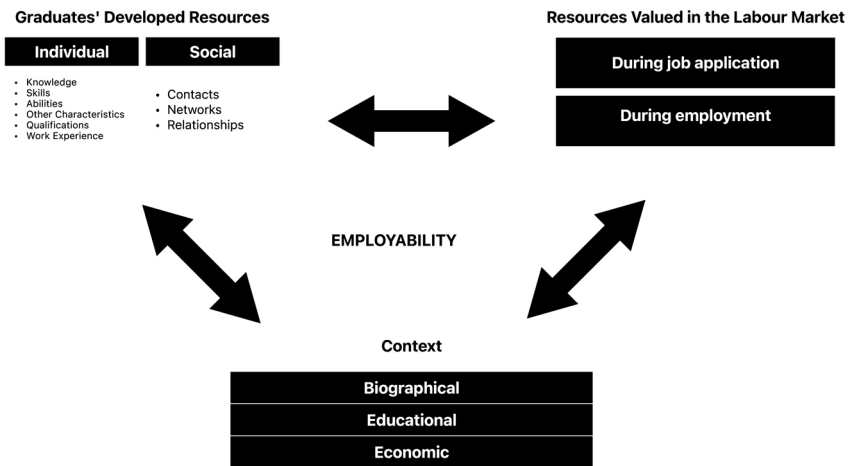 Graduates' Developed Resources
Individual
Social
Knowledge
Skills
Abilities
Other Characteristics
Qualifications
Work Experience
Contacts
Networks
Relationships
Resources Valued in the Labour Market
During job application
During employment
EMPLOYABILITY
Context
Biographical
Educational
Economic